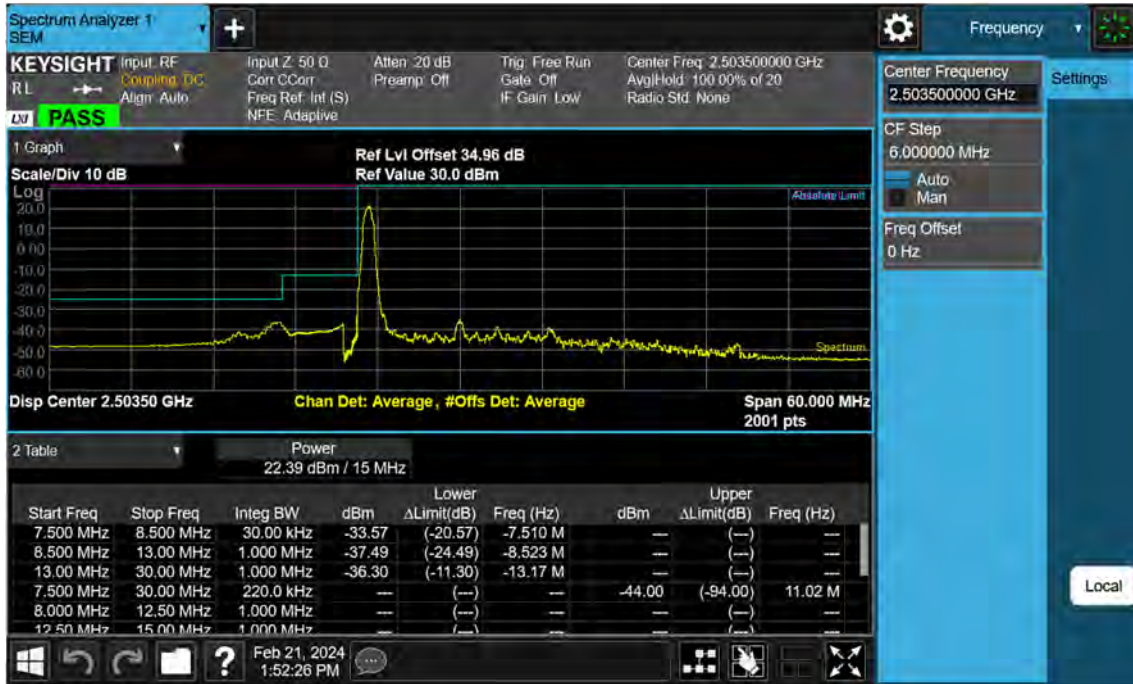 Spectrum Analyzer 1
SEM
+
Frequency
KEYSIGHT
RL
LXI
PASS
Input: RF
Coupling: DC
Align: Auto
Input Z: 50 Ω
Corr CCorr
Freq Ref: Int (S)
NFE: Adaptive
Atten: 20 dB
Preamp: Off
Trig: Free Run
Gate: Off
IF Gain: Low
Center Freq: 2.503500000 GHz
Avg|Hold: 100.00% of 20
Radio Std: None
Center Frequency
2.503500000 GHz
Settings
CF Step
6.000000 MHz
Auto
Man
Freq Offset
0 Hz
1 Graph
Scale/Div 10 dB
Ref Lvl Offset 34.96 dB
Ref Value 30.0 dBm
Log
Absolute Limit
20.0
10.0
0.00
-10.0
-20.0
-30.0
-40.0
-50.0
-60.0
Spectrum
Disp Center 2.50350 GHz
Chan Det: Average, #Offs Det: Average
Span 60.000 MHz
2001 pts
2 Table
Power
22.39 dBm / 15 MHz
Lower Upper
Start Freq Stop Freq Integ BW dBm ΔLimit(dB) Freq (Hz) dBm ΔLimit(dB) Freq (Hz)
7.500 MHz 8.500 MHz 30.00 kHz -33.57 (-20.57) -7.510 M --- (---) ---
8.500 MHz 13.00 MHz 1.000 MHz -37.49 (-24.49) -8.523 M --- (---) ---
13.00 MHz 30.00 MHz 1.000 MHz -36.30 (-11.30) -13.17 M --- (---) ---
7.500 MHz 30.00 MHz 220.0 kHz --- (---) --- -44.00 (-94.00) 11.02 M
8.000 MHz 12.50 MHz 1.000 MHz --- (---) --- --- (---) ---
12.50 MHz 15.00 MHz 1.000 MHz --- (---) --- --- (---) ---
Local
?
Feb 21, 2024
1:52:26 PM